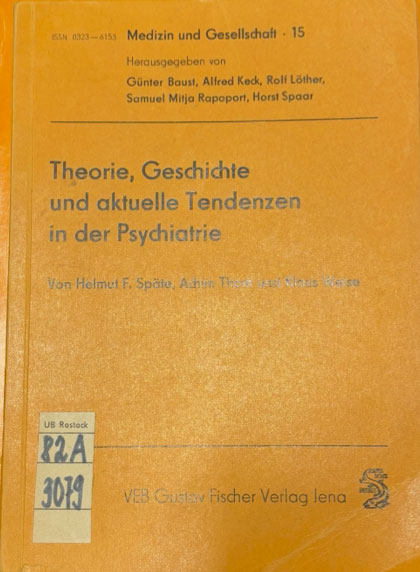 ISSN 0323—6153 Medizin und Gesellschaft · 15
Herausgegeben von
Günter Baust, Alfred Keck, Rolf Löther,
Samuel Mitja Rapoport, Horst Spaar
Theorie, Geschichte
und aktuelle Tendenzen
in der Psychiatrie
Von Helmut F. Späte, Achim Thom und Klaus Weise
UB Rostock
82A
3079
VEB Gustav Fischer Verlag Jena